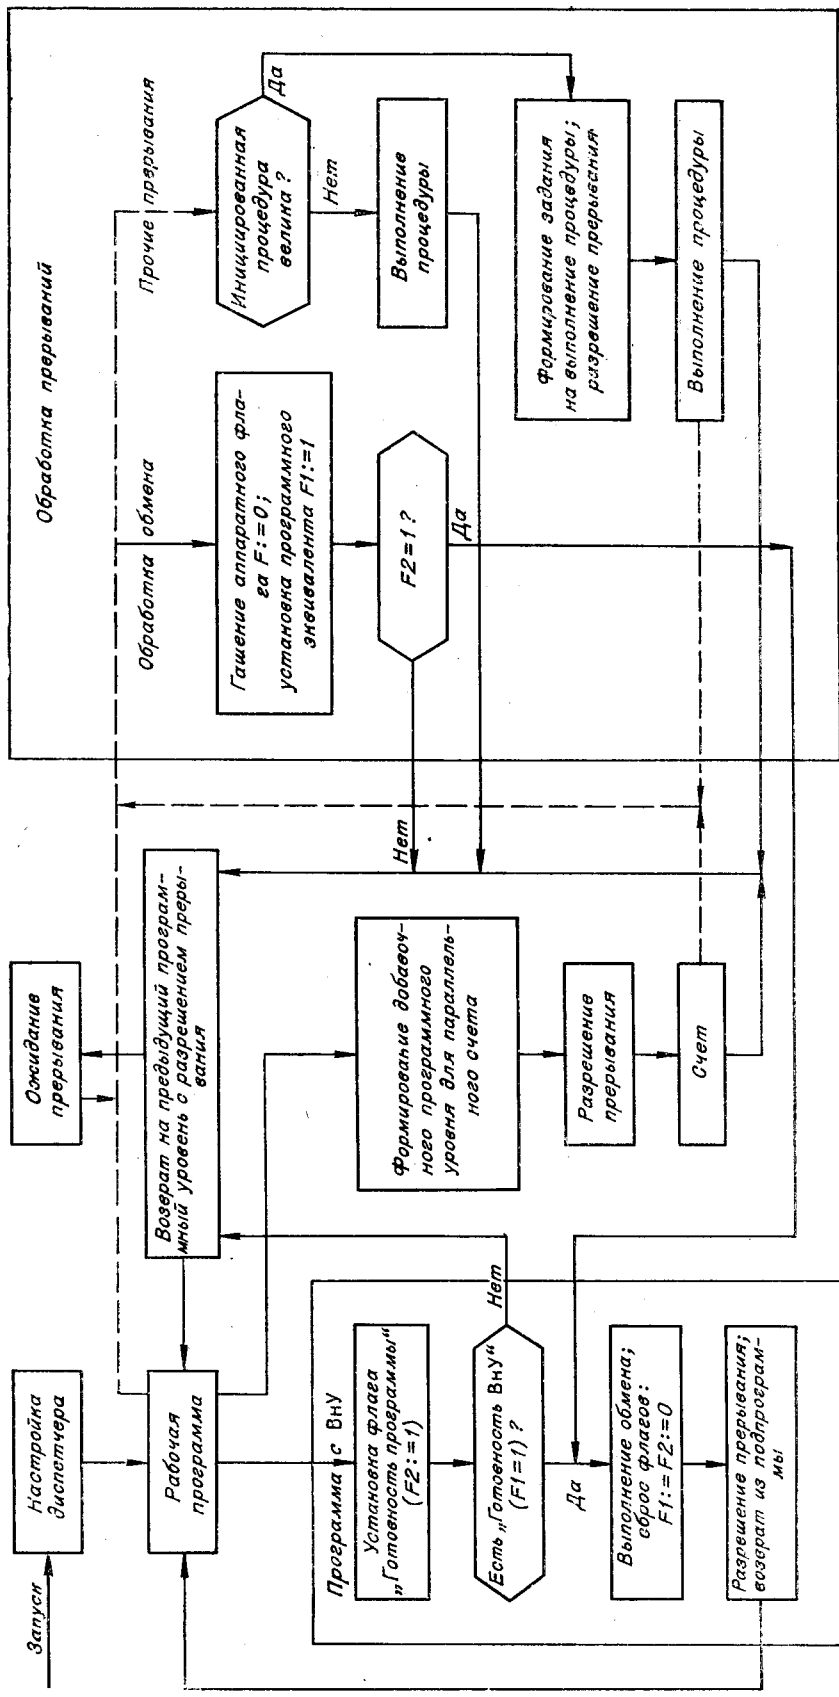 Запуск
Настройка
диспетчера
Рабочая
программа
Программа с ВнУ
Установка флага
„Готовность программы“
(F2:=1)
Есть „Готовность ВнУ“
(F1=1) ?
Нет
Да
Выполнение обмена;
сброс флагов:
F1:=F2:=0
Разрешение прерывания;
возврат из подпрограм-
мы
Ожидание
прерывания
Возврат на предыдущий програм-
мный уровень с разрешением преры-
вания
Формирование добавоч-
ного программного
уровня для параллель-
ного счета
Разрешение
прерывания
Счет
Обработка прерываний
Обработка обмена
Гашение аппаратного фла-
га F:=0;
установка программного
эквивалента F1:=1
F2=1?
Нет
Да
Прочие прерывания
Инициированная
процедура
велика?
Да
Нет
Выполнение
процедуры
Формирование задания
на выполнение процедуры;
разрешение прерывания
Выполнение процедуры